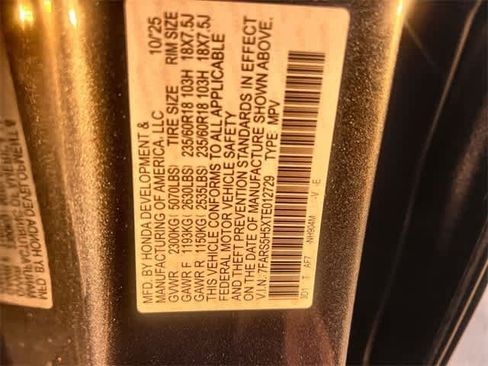 MFD. BY HONDA DEVELOPMENT & 10/25
MANUFACTURING OF AMERICA, LLC
TIRE SIZE RIM SIZE
GVWR 2300KG( 5070LBS)
GAWR F 1193KG( 2630LBS) 235/60R18 103H 18X7.5J
GAWR R 1150KG( 2535LBS) 235/60R18 103H 18X7.5J
THIS VEHICLE CONFORMS TO ALL APPLICABLE
FEDERAL MOTOR VEHICLE SAFETY
AND THEFT PREVENTION STANDARDS IN EFFECT
ON THE DATE OF MANUFACTURE SHOWN ABOVE.
V.I.N.: 7FARS5H5XTE012729 TYPE : MPV
NH904M